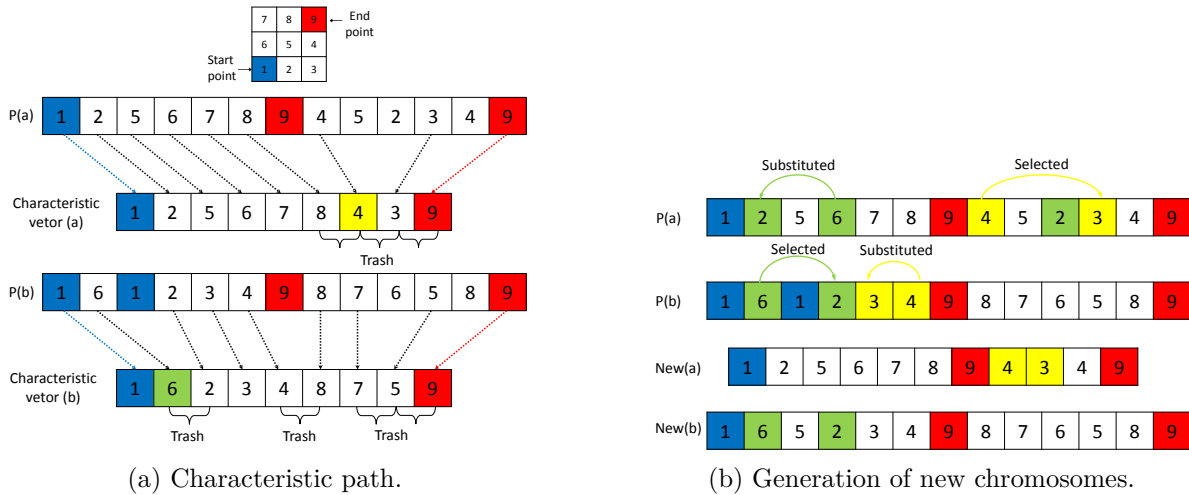 7 8 9
End
point
6 5 4
Start
point
1 2 3
P(a) 1 2 5 6 7 8 9 4 5 2 3 4 9
Characteristic
vetor (a)
1 2 5 6 7 8 4 3 9
Trash
P(b) 1 6 1 2 3 4 9 8 7 6 5 8 9
Characteristic
vetor (b)
1 6 2 3 4 8 7 5 9
Trash Trash Trash
(a) Characteristic path.
Substituted Selected
P(a) 1 2 5 6 7 8 9 4 5 2 3 4 9
Selected Substituted
P(b) 1 6 1 2 3 4 9 8 7 6 5 8 9
New(a) 1 2 5 6 7 8 9 4 3 4 9
New(b) 1 6 5 2 3 4 9 8 7 6 5 8 9
(b) Generation of new chromosomes.